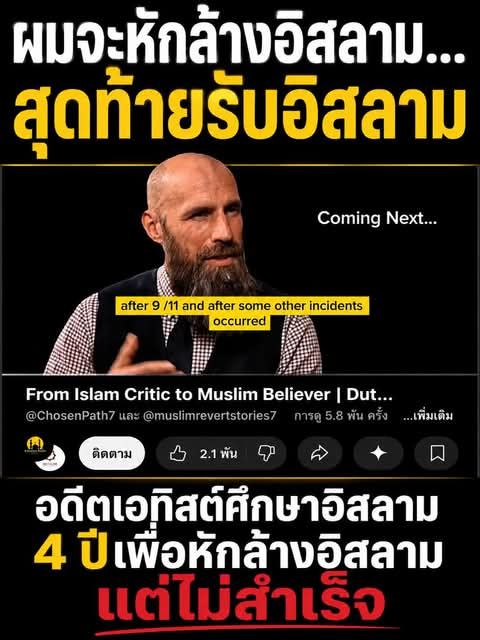 ผมจะหักล้างอิสลาม...
สุดท้ายรับอิสลาม
Coming Next...
after 9 /11 and after some other incidents
occurred
From Islam Critic to Muslim Believer | Dut...
@ChosenPath7 และ @muslimrevertstories7 การดู 5.8 พัน ครั้ง ...เพิ่มเติม
ติดตาม 2.1 พัน
อดีตเอทิสต์ศึกษาอิสลาม
4 ปี เพื่อหักล้างอิสลาม
แต่ไม่สำเร็จ